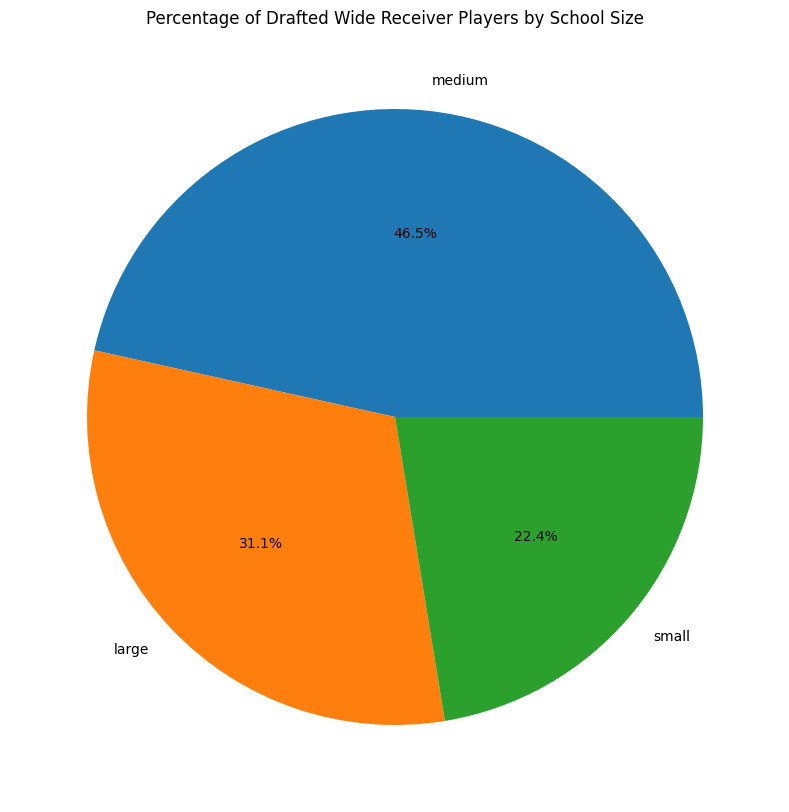 Percentage of Drafted Wide Receiver Players by School Size
medium
46.5%
31.1%
22.4%
large
small